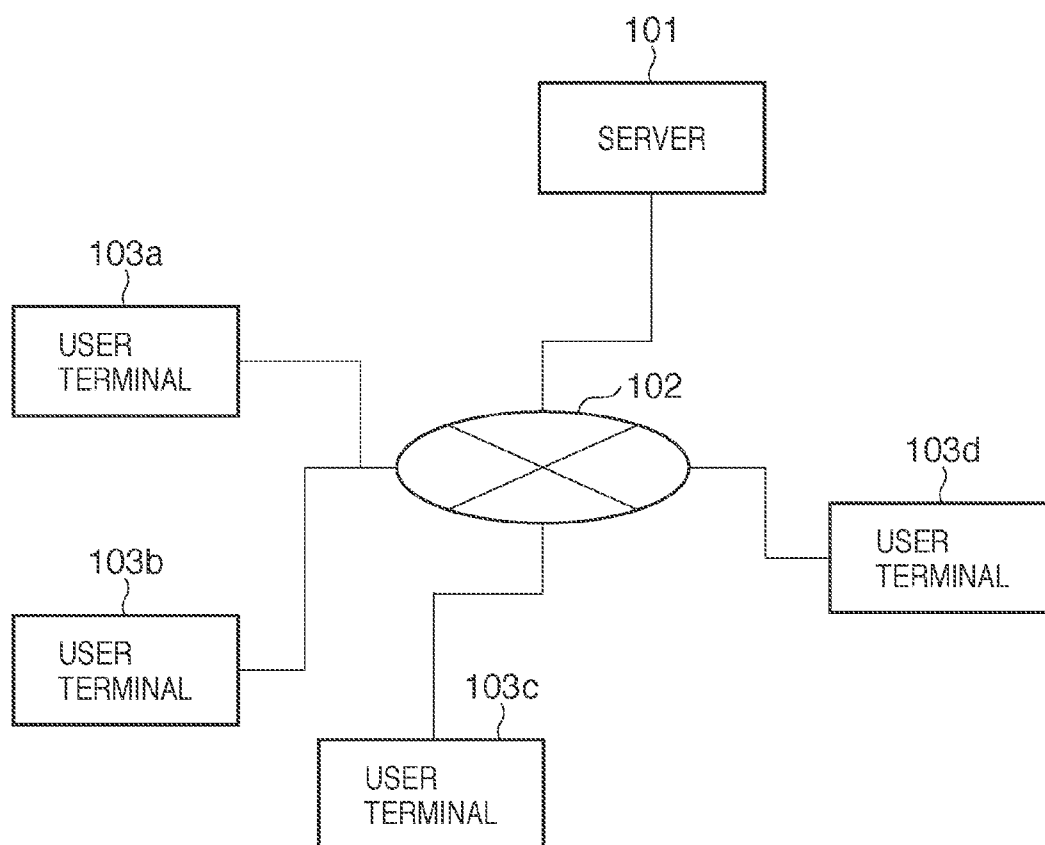 101
SERVER
103a
USER
TERMINAL
102
103d
USER
TERMINAL
103b
USER
TERMINAL
103c
USER
TERMINAL